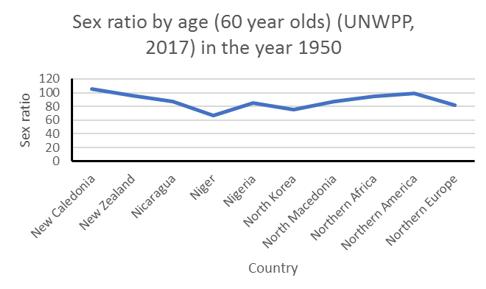 Sex ratio by age (60 year olds) (UNWPP,
2017) in the year 1950
Sex ratio
120
100
80
60
40
20
0
New Caledonia
New Zealand
Nicaragua
Niger
Nigeria
North Korea
North Macedonia
Northern Africa
Northern America
Northern Europe
Country